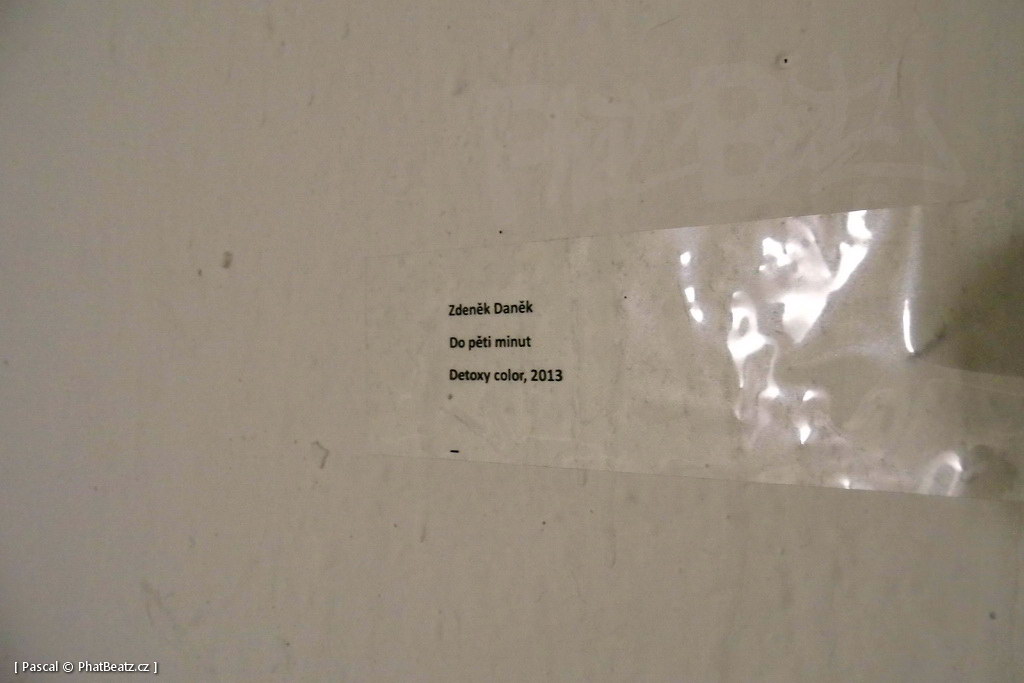 Zdeněk Daněk
Do pěti minut
Detoxy color, 2013
[ Pascal © PhatBeatz.cz ]